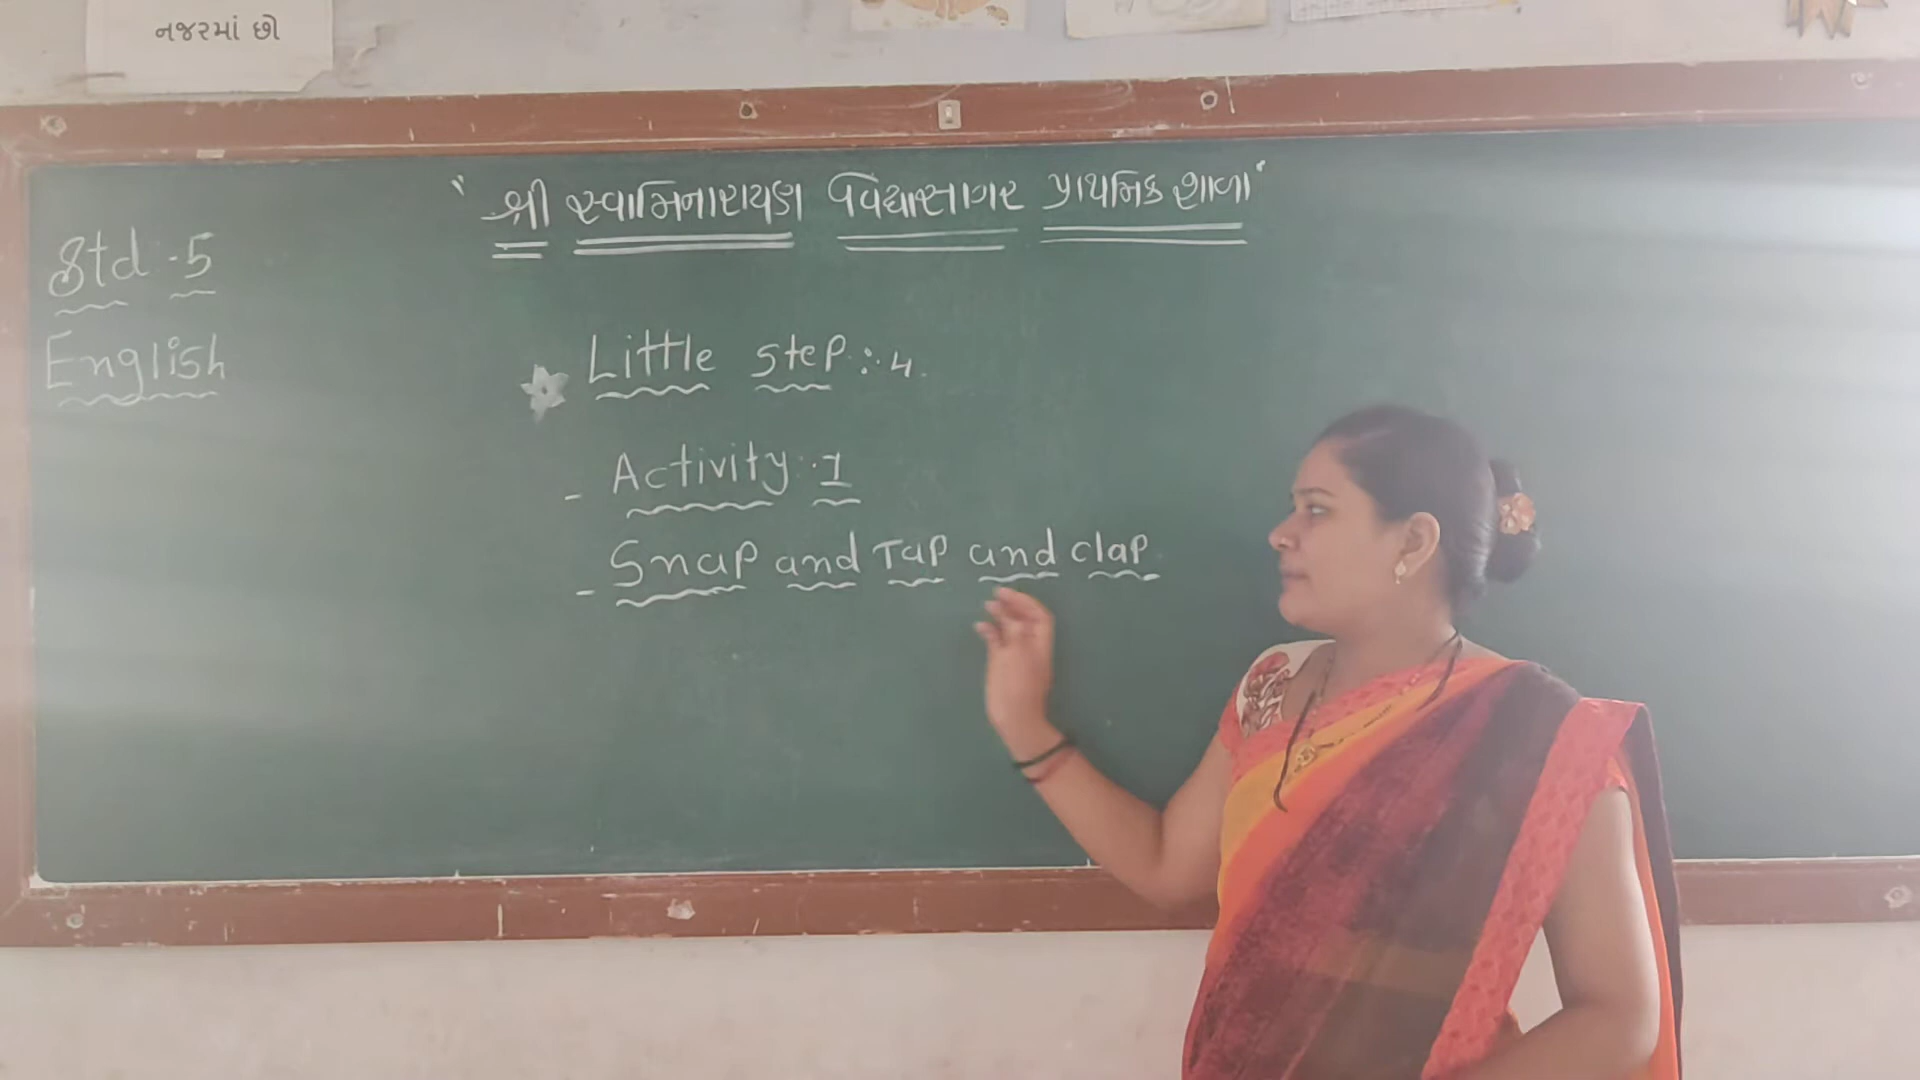 નજરમાં છો
" શ્રી સ્વામિનારાયણ વિદ્યાસાગર પ્રાથમિક શાળા "
Std - 5
English
Little step :- 4.
- Activity :- 1
- Snap and Tap and clap